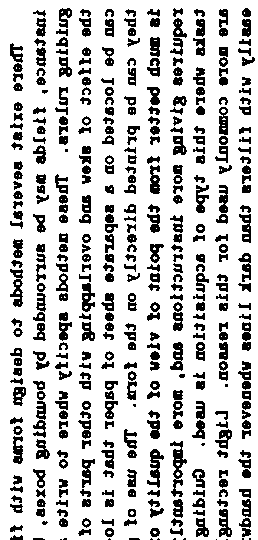 There exist several methods to design forms with
instance, fields may be surrounded by bounding boxes,
guiding rulers. These methods specify where to write
the effect of skew and overlapping with other parts of
can be located on a separate sheet of paper that is lo
they can be printed directly on the form. The use of
is much better from the point of view of the quality o
requires giving more instructions and, more importantl
tasks where this type of acquisition is used. Guiding
are more commonly used for this reason. Light rectang
easily with filters than dark lines whenever the handw